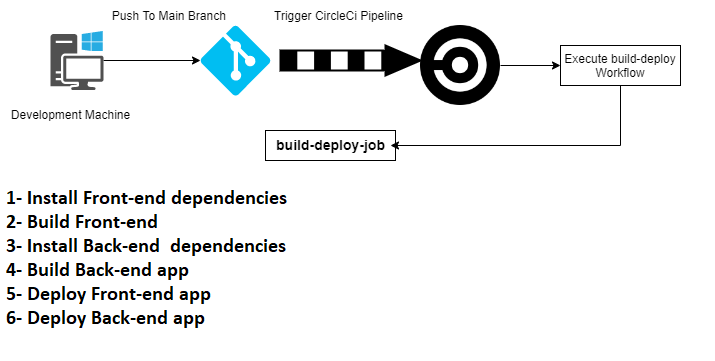 Push To Main Branch
Trigger CircleCi Pipeline
Execute build-deploy
Workflow
Development Machine
build-deploy-job
1- Install Front-end dependencies
2- Build Front-end
3- Install Back-end  dependencies
4- Build Back-end app
5- Deploy Front-end app
6- Deploy Back-end app